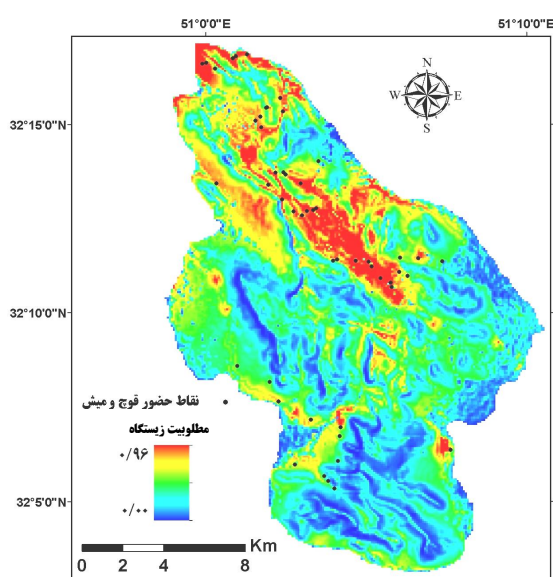 51°0'0"E
51°10'0"E
N
W
E
S
32°15'0"N
32°10'0"N
32°5'0"N
نقاط حضور قوچ و میش
مطلوبیت زیستگاه
۰/۹۶
۰/۰۰
Km
0 2 4 8